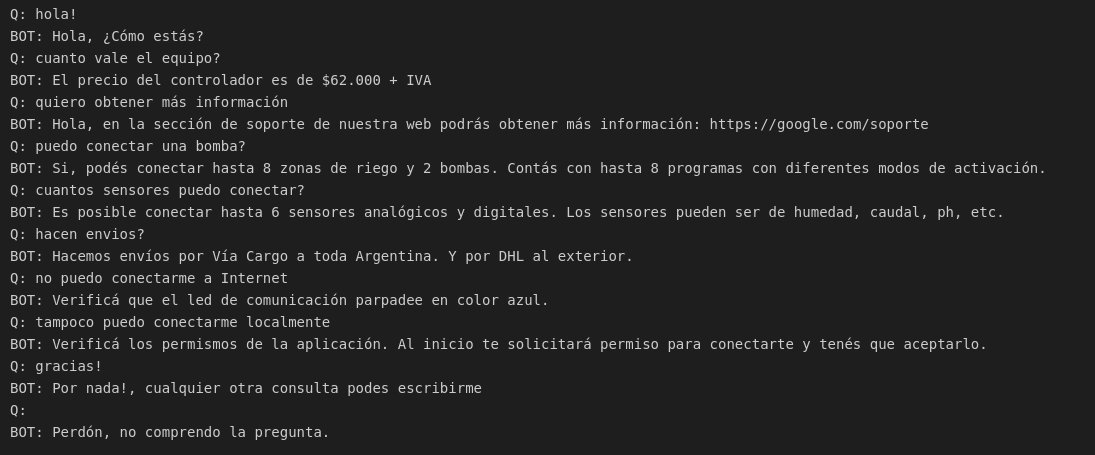 Q: hola!
BOT: Hola, ¿Cómo estás?
Q: cuanto vale el equipo?
BOT: El precio del controlador es de $62.000 + IVA
Q: quiero obtener más información
BOT: Hola, en la sección de soporte de nuestra web podrás obtener más información: https://google.com/soporte
Q: puedo conectar una bomba?
BOT: Si, podés conectar hasta 8 zonas de riego y 2 bombas. Contás con hasta 8 programas con diferentes modos de activación.
Q: cuantos sensores puedo conectar?
BOT: Es posible conectar hasta 6 sensores analógicos y digitales. Los sensores pueden ser de humedad, caudal, ph, etc.
Q: hacen envios?
BOT: Hacemos envíos por Vía Cargo a toda Argentina. Y por DHL al exterior.
Q: no puedo conectarme a Internet
BOT: Verificá que el led de comunicación parpadee en color azul.
Q: tampoco puedo conectarme localmente
BOT: Verificá los permismos de la aplicación. Al inicio te solicitará permiso para conectarte y tenés que aceptarlo.
Q: gracias!
BOT: Por nada!, cualquier otra consulta podes escribirme
Q:
BOT: Perdón, no comprendo la pregunta.